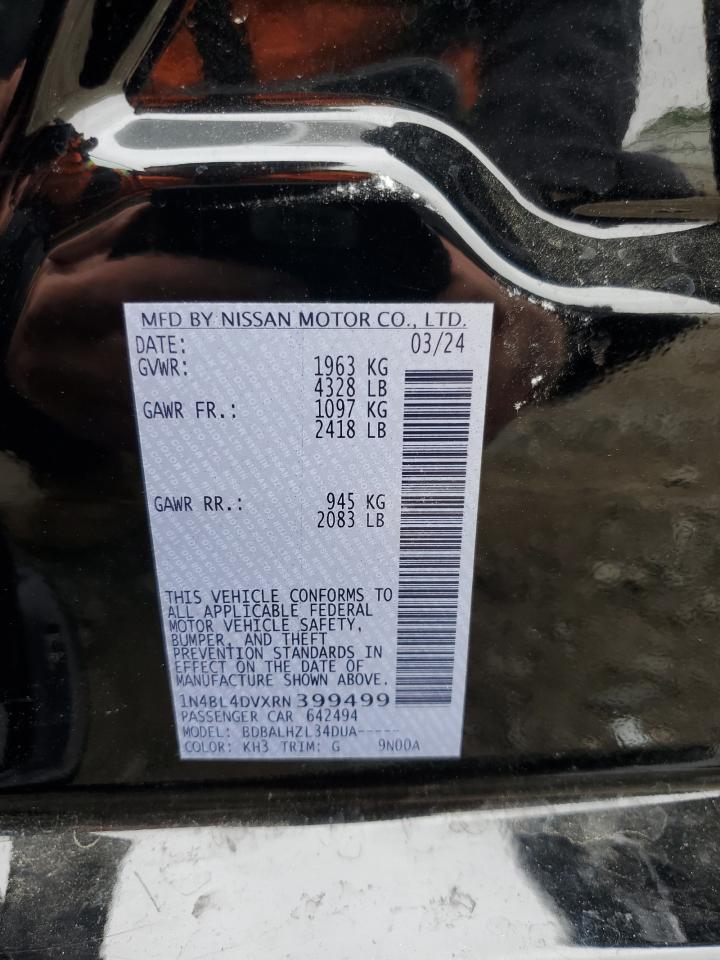 MFD BY NISSAN MOTOR CO., LTD.
DATE: 03/24
GVWR: 1963 KG
4328 LB
GAWR FR.: 1097 KG
2418 LB
GAWR RR.: 945 KG
2083 LB
THIS VEHICLE CONFORMS TO
ALL APPLICABLE FEDERAL
MOTOR VEHICLE SAFETY,
BUMPER, AND THEFT
PREVENTION STANDARDS IN
EFFECT ON THE DATE OF
MANUFACTURE SHOWN ABOVE.
1N4BL4DVXRN399499
PASSENGER CAR 642494
MODEL: BDBALHZL34DUA-----
COLOR: KH3 TRIM: G 9N00A